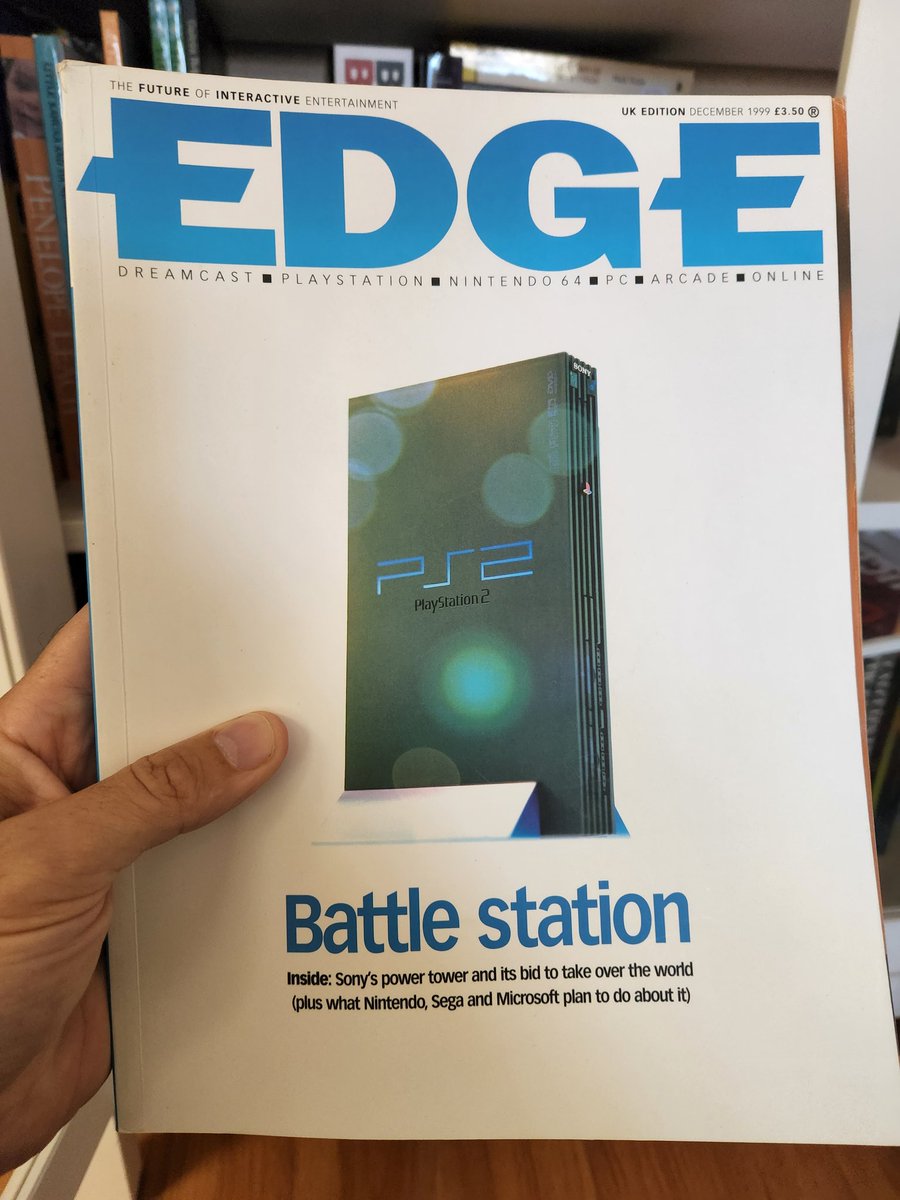 THE FUTURE OF INTERACTIVE ENTERTAINMENT
UK EDITION DECEMBER 1999 £3.50 ®
EDGE
DREAMCAST ■ PLAYSTATION ■ NINTENDO 64 ■ PC ■ ARCADE ■ ONLINE
SONY
PS2
PlayStation 2
Battle station
Inside: Sony's power tower and its bid to take over the world
(plus what Nintendo, Sega and Microsoft plan to do about it)
PENELOPE